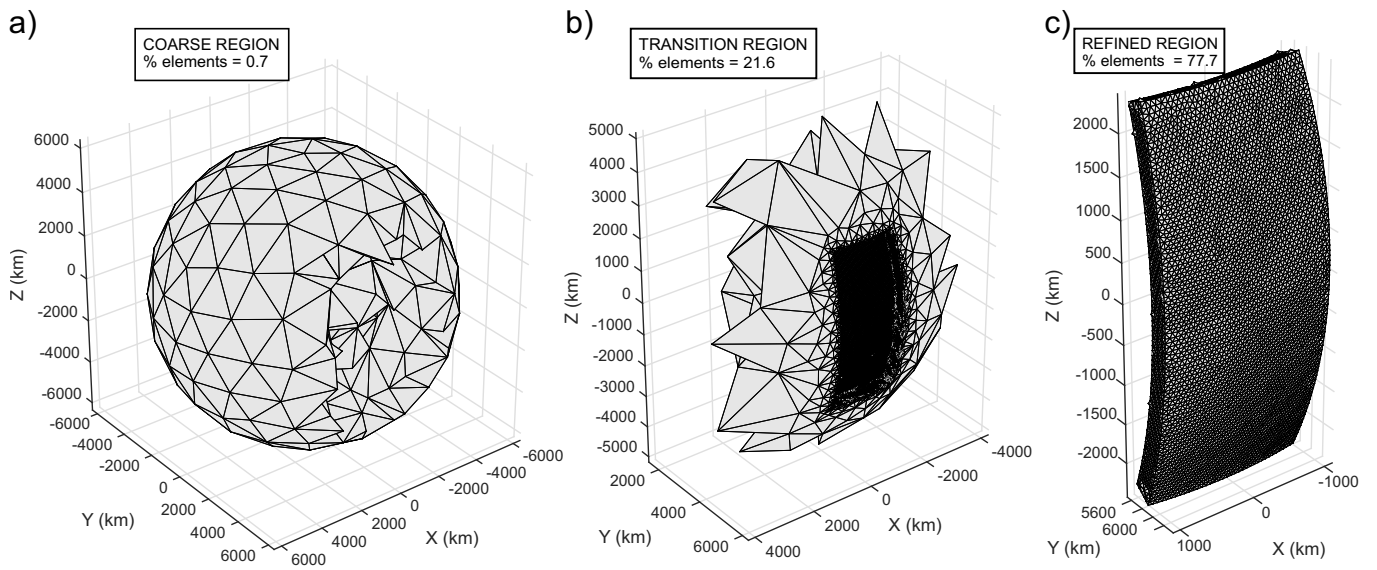 a)
COARSE REGION
% elements = 0.7
6000
4000
2000
0
-2000
-4000
-6000
Z (km)
-6000
-4000
-2000
0
2000
4000
6000
Y (km)
6000
4000
2000
0
-2000
-4000
-6000
X (km)
b)
TRANSITION REGION
% elements = 21.6
5000
4000
3000
2000
1000
0
-1000
-2000
-3000
-4000
-5000
Z (km)
2000
4000
6000
Y (km)
4000
2000
0
-2000
-4000
X (km)
c)
REFINED REGION
% elements = 77.7
2000
1000
500
0
-500
-1000
-1500
-2000
Z (km)
5600
6000
Y (km)
1000
0
-1000
X (km)